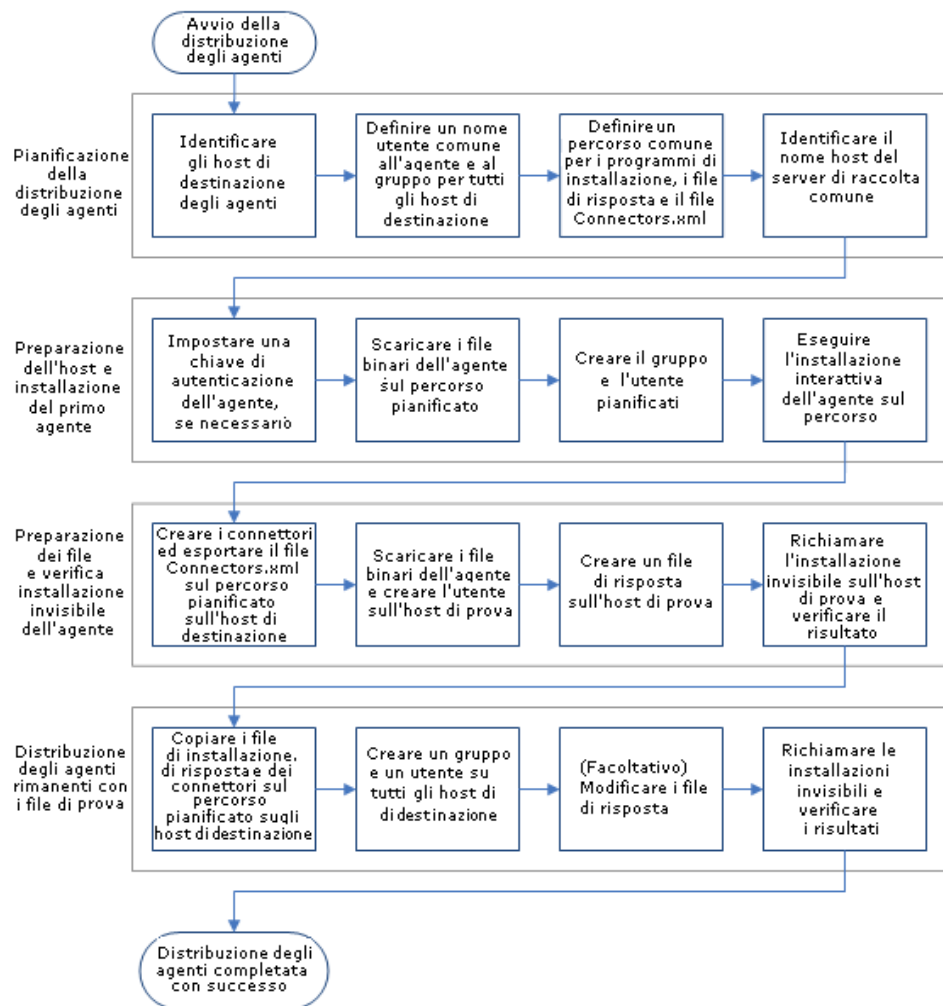 Avvio della
distribuzione
degli agenti
Pianificazione
della
distribuzione
degli agenti
Identificare
gli host di
destinazione
degli agenti
Definire un nome
utente comune
all'agente e al
gruppo per tutti
gli host di
destinazione
Definire un
percorso comune
per i programmi di
installazione, i file
di risposta e il file
Connectors.xml
Identificare il
nome host del
server di raccolta
comune
Preparazione
dell'host e
installazione
del primo
agente
Impostare una
chiave di
autenticazione
dell'agente,
se necessario
Scaricare i file
binari dell'agente
sul percorso
pianificato
Creare il gruppo
e l'utente
pianificati
Eseguire
l'installazione
interattiva
dell'agente sul
percorso
Preparazione
dei file
e verifica
installazione
invisibile
dell'agente
Creare i connettori
ed esportare il file
Connectors.xml
sul percorso
pianificato
sull'host di
destinazione
Scaricare i file
binari dell'agente
e creare l'utente
sull'host di prova
Creare un file
di risposta
sull'host di prova
Richiamare
l'installazione
invisibile sull'host
di prova e
verificare il
risultato
Distribuzione
degli agenti
rimanenti con
i file di prova
Copiare i file
di installazione.
di risposta e dei
connettori sul
percorso
pianificato sugli
host di destinazione
Creare un gruppo
e un utente su
tutti gli host di
di destinazione
(Facoltativo)
Modificare i file
di risposta
Richiamare le
installazioni
invisibili e
verificare
i risultati
Distribuzione degli
agenti completata
con successo